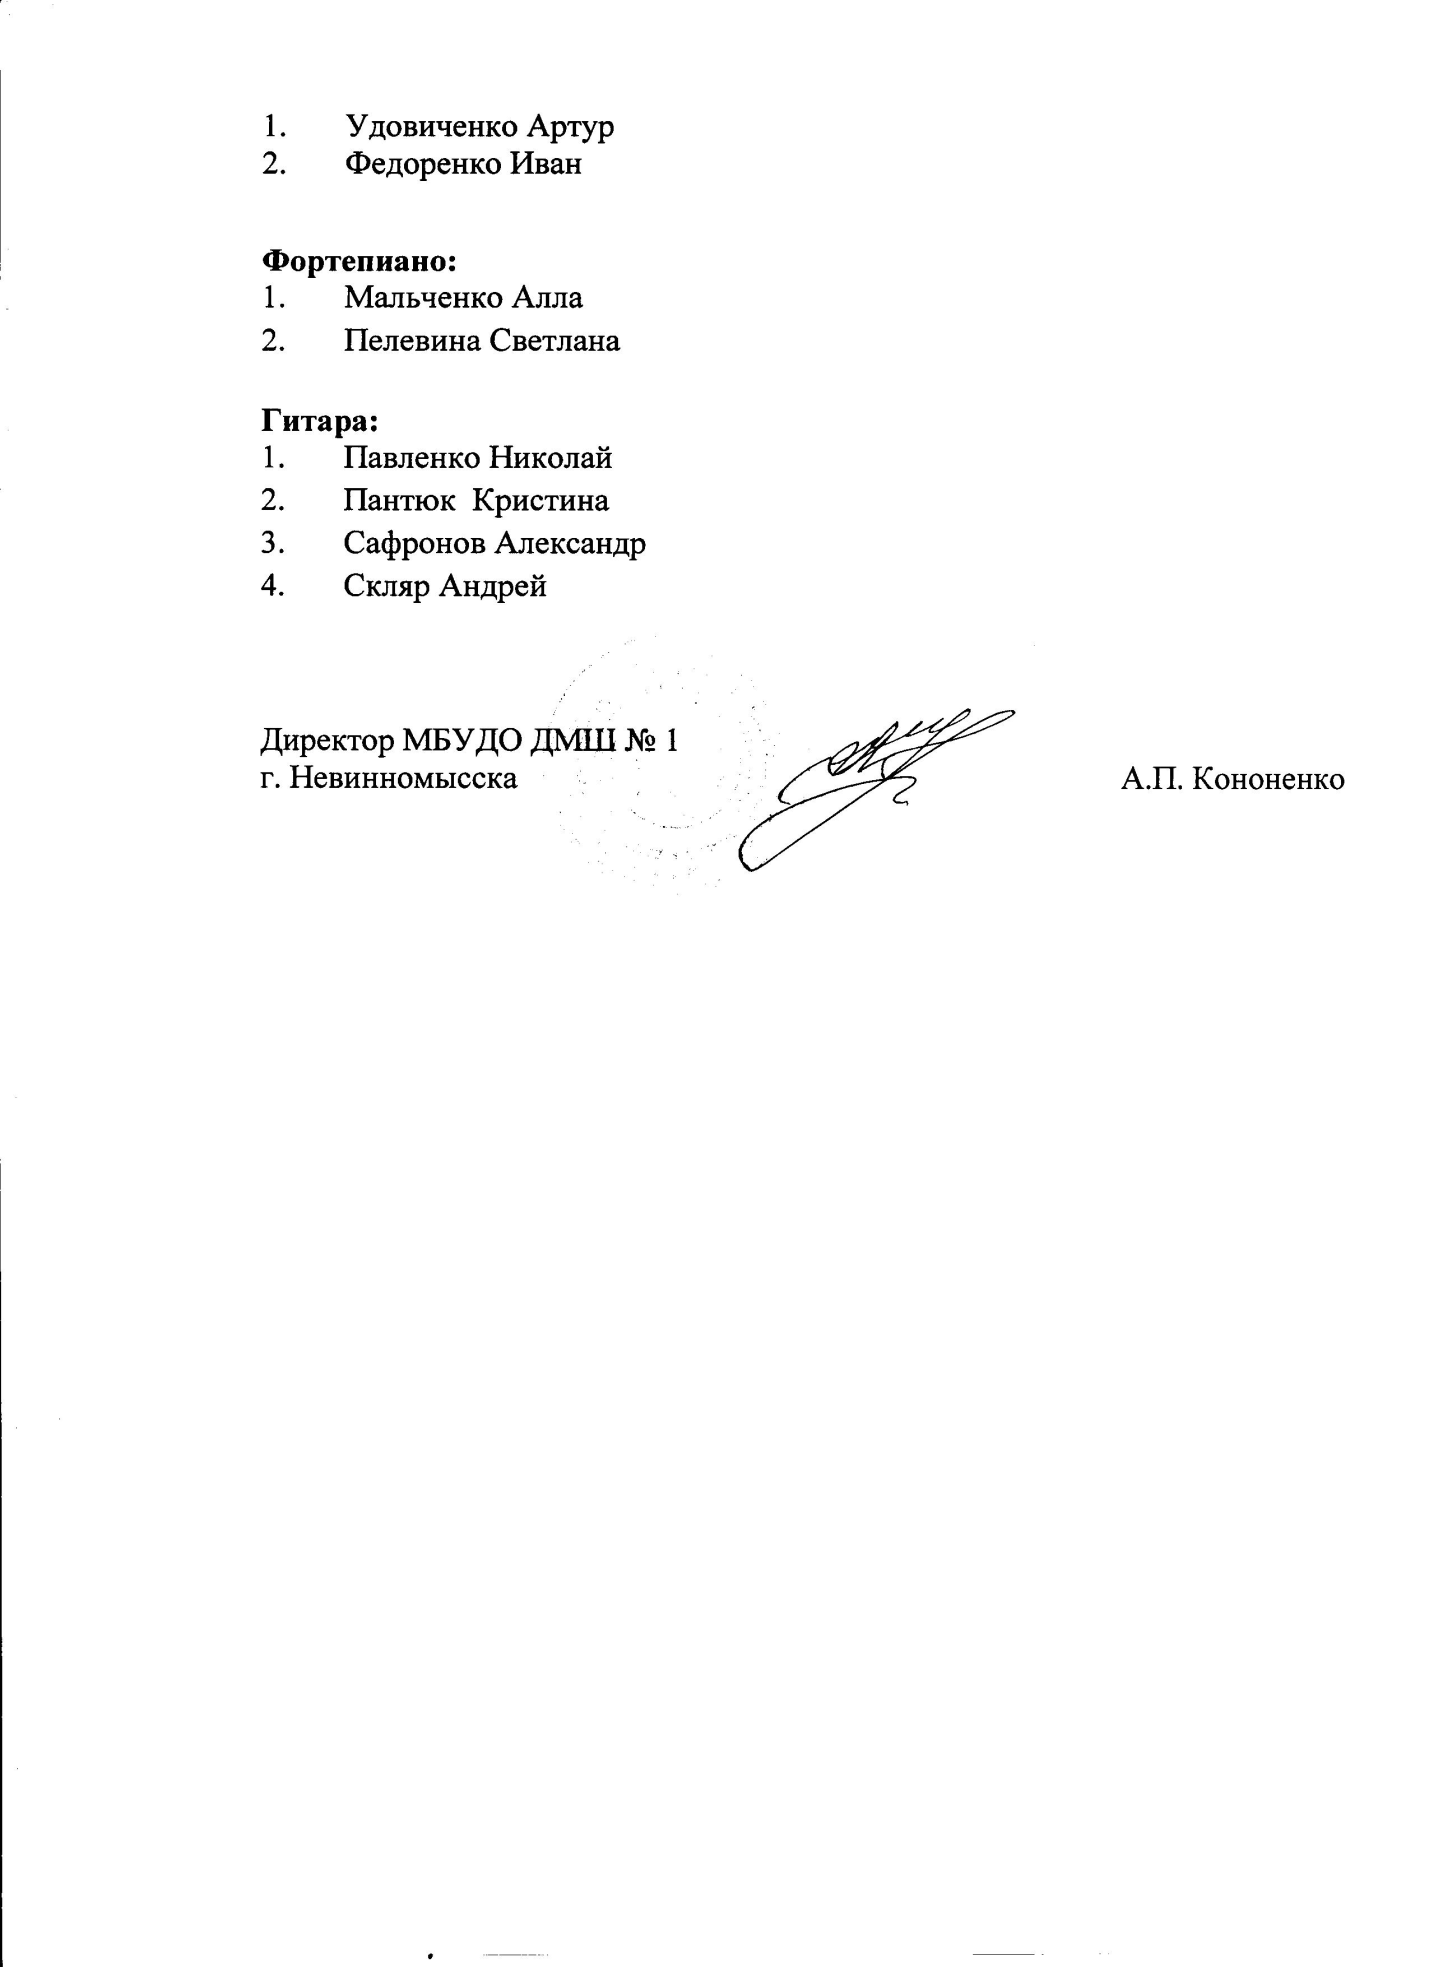 1. Удовиченко Артур
2. Федоренко Иван
Фортепиано:
1. Мальченко Алла
2. Пелевина Светлана
Гитара:
1. Павленко Николай
2. Пантюк Кристина
3. Сафронов Александр
4. Скляр Андрей
Директор МБУДО ДМШ № 1
г. Невинномысска А.П. Кононенко